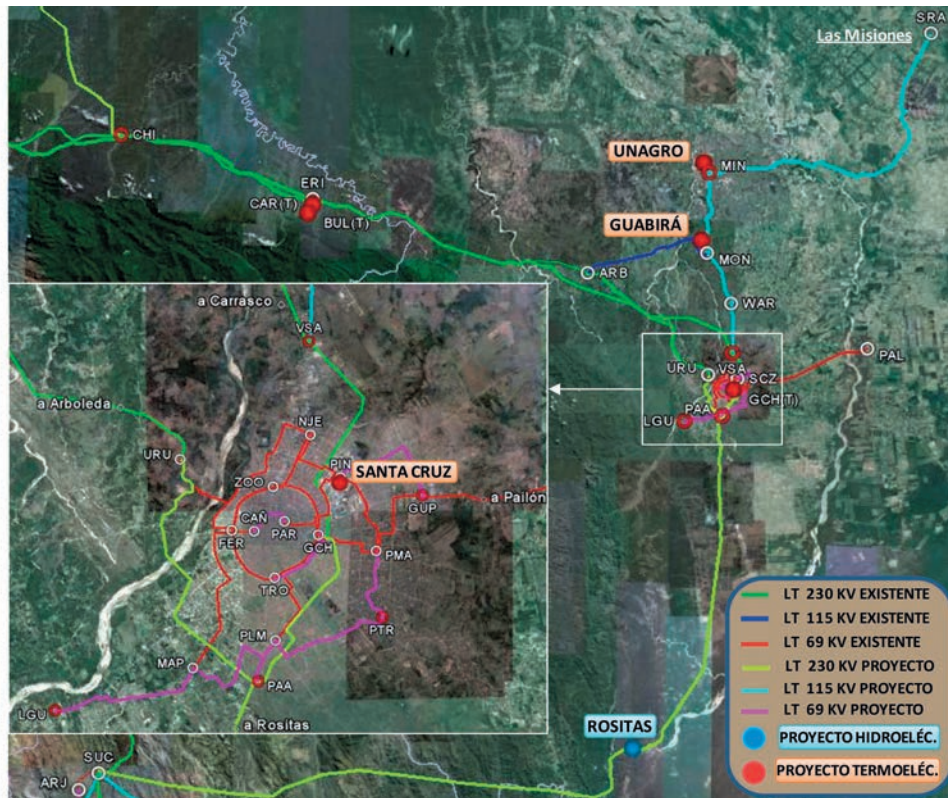 SRA
Las Misiones
CHI
UNAGRO
MIN
ERI
CAR(T)
BUL(T)
GUABIRÁ
MON
ARB
WAR
PAL
URU
VSA
SCZ
PAA
GCH(T)
LGU
a Carrasco
VSA
a Arboleda
NJE
URU
PIN
SANTA CRUZ
ZOO
GUP
a Pailón
CAÑ
FER
PAR
GCH
PMA
TRO
PTR
PLM
MAP
PAA
LGU
a Rositas
ROSITAS
SUC
ARJ
LT 230 KV EXISTENTE
LT 115 KV EXISTENTE
LT 69 KV EXISTENTE
LT 230 KV PROYECTO
LT 115 KV PROYECTO
LT 69 KV PROYECTO
PROYECTO HIDROELÉC.
PROYECTO TERMOELÉC.